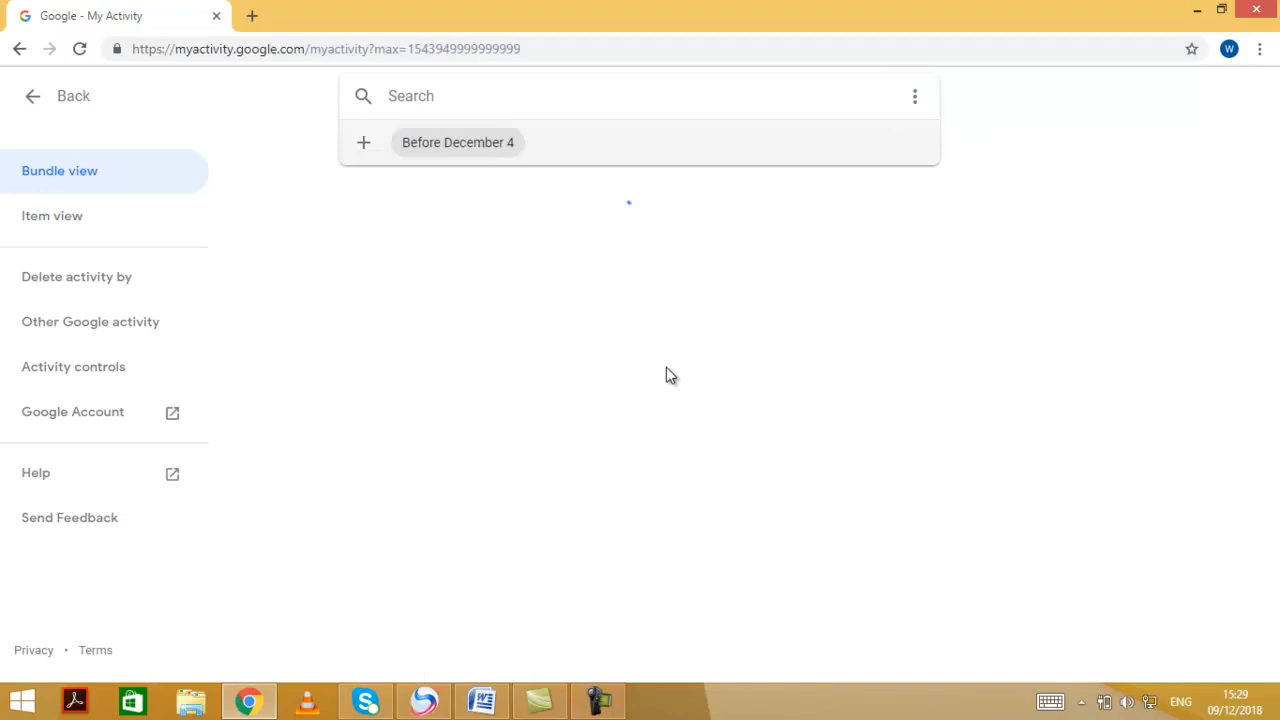 Google - My Activity
https://myactivity.google.com/myactivity?max=1543949999999999
W
Back
Search
Before December 4
Bundle view
Item view
Delete activity by
Other Google activity
Activity controls
Google Account
Help
Send Feedback
Privacy • Terms
ENG
15:29
09/12/2018